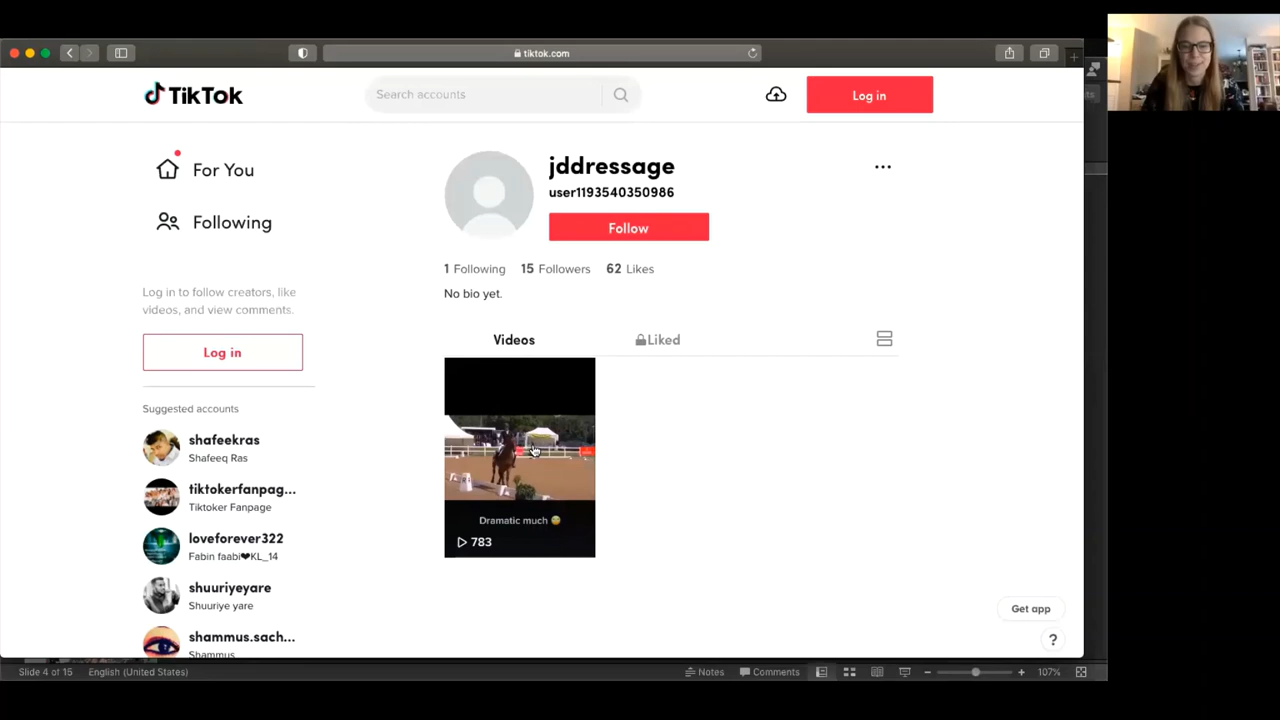 tiktok.com
TikTok
Search accounts
Log in
For You
Following
Log in to follow creators, like
videos, and view comments.
Log in
Suggested accounts
shafeekras
Shafeeq Ras
tiktokerfanpag...
Tiktoker Fanpage
loveforever322
Fabin faabi❤KL_14
shuuriyeyare
Shuuriye yare
shammus.sach...
Shammus
jddressage
user1193540350986
Follow
1 Following 15 Followers 62 Likes
No bio yet.
Videos
Liked
Dramatic much 😇
783
Get app
?
Slide 4 of 15 English (United States)
Notes Comments 107%